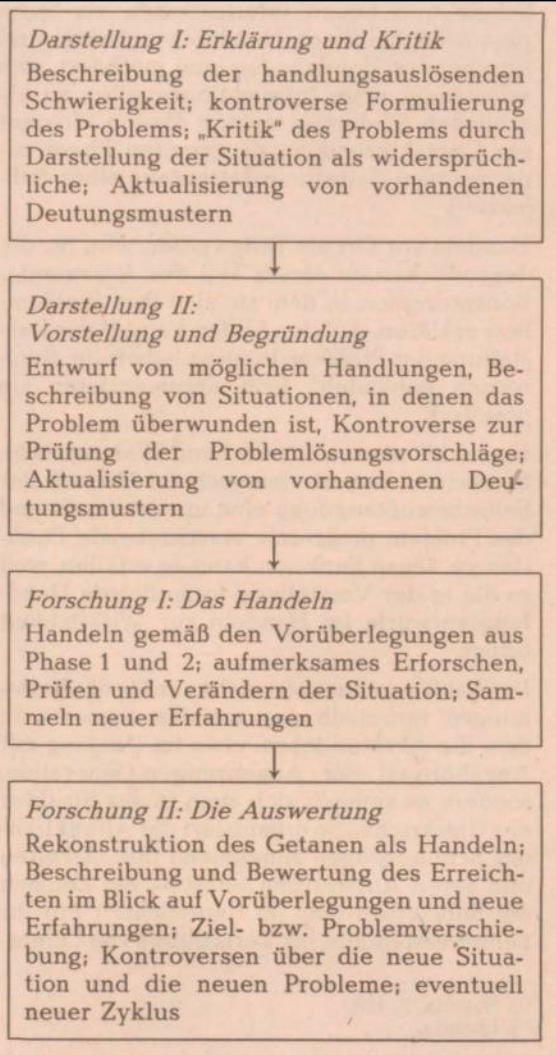 Darstellung I: Erklärung und Kritik
Beschreibung der handlungsauslösenden
Schwierigkeit; kontroverse Formulierung
des Problems; „Kritik“ des Problems durch
Darstellung der Situation als widersprüch-
liche; Aktualisierung von vorhandenen
Deutungsmustern
Darstellung II:
Vorstellung und Begründung
Entwurf von möglichen Handlungen, Be-
schreibung von Situationen, in denen das
Problem überwunden ist, Kontroverse zur
Prüfung der Problemlösungsvorschläge;
Aktualisierung von vorhandenen Deu-
tungsmustern
Forschung I: Das Handeln
Handeln gemäß den Vorüberlegungen aus
Phase 1 und 2; aufmerksames Erforschen,
Prüfen und Verändern der Situation; Sam-
meln neuer Erfahrungen
Forschung II: Die Auswertung
Rekonstruktion des Getanen als Handeln;
Beschreibung und Bewertung des Erreich-
ten im Blick auf Vorüberlegungen und neue
Erfahrungen; Ziel- bzw. Problemverschie-
bung; Kontroversen über die neue Situa-
tion und die neuen Probleme; eventuell
neuer Zyklus